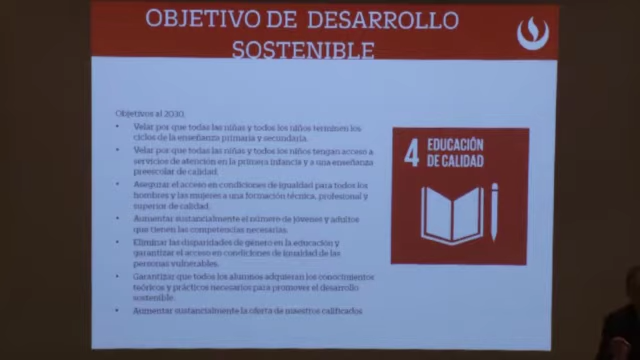 OBJETIVO DE DESARROLLO
SOSTENIBLE
Objetivos al 2030.
• Velar por que todas las niñas y todos los niños terminen los
ciclos de la enseñanza primaria y secundaria.
• Velar por que todas las niñas y todos los niños tengan acceso a
servicios de atención en la primera infancia y a una enseñanza
preescolar de calidad.
• Asegurar el acceso en condiciones de igualdad para todos los
hombres y las mujeres a una formación técnica, profesional y
superior de calidad.
• Aumentar sustancialmente el número de jóvenes y adultos
que tienen las competencias necesarias.
• Eliminar las disparidades de género en la educación y
garantizar el acceso en condiciones de igualdad de las
personas vulnerables.
• Garantizar que todos los alumnos adquieran los conocimientos
teóricos y prácticos necesarios para promover el desarrollo
sostenible.
• Aumentar sustancialmente la oferta de maestros calificados
4 EDUCACIÓN
DE CALIDAD